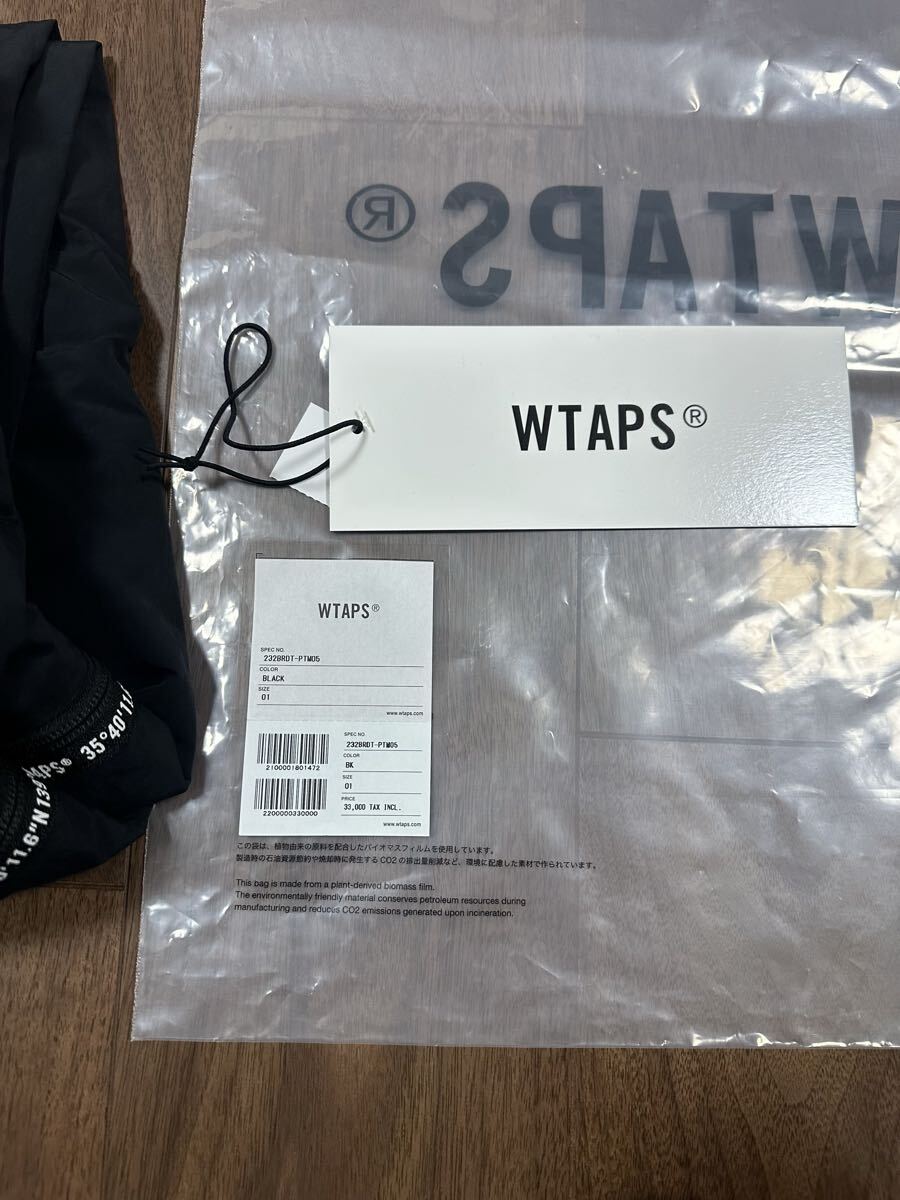 WTAPS®
WTAPS®
WTAPS®
SPEC NO.
232BRDT-PTM05
COLOR
BLACK
SIZE
01
www.wtaps.com
2100001801472
2200000330000
SPEC NO.
232BRDT-PTM05
COLOR
BK
SIZE
01
PRICE
33,000 TAX INCL.
www.wtaps.com
この袋は、植物由来の原料を配合したバイオマスフィルムを使用しています。
製造時の石油資源節約や焼却時に発生するCO2の排出量削減など、環境に配慮した素材で作られています。
This bag is made from a plant-derived biomass film.
The environmentally friendly material conserves petroleum resources during
manufacturing and reduces CO2 emissions generated upon incineration.
35°40'11.